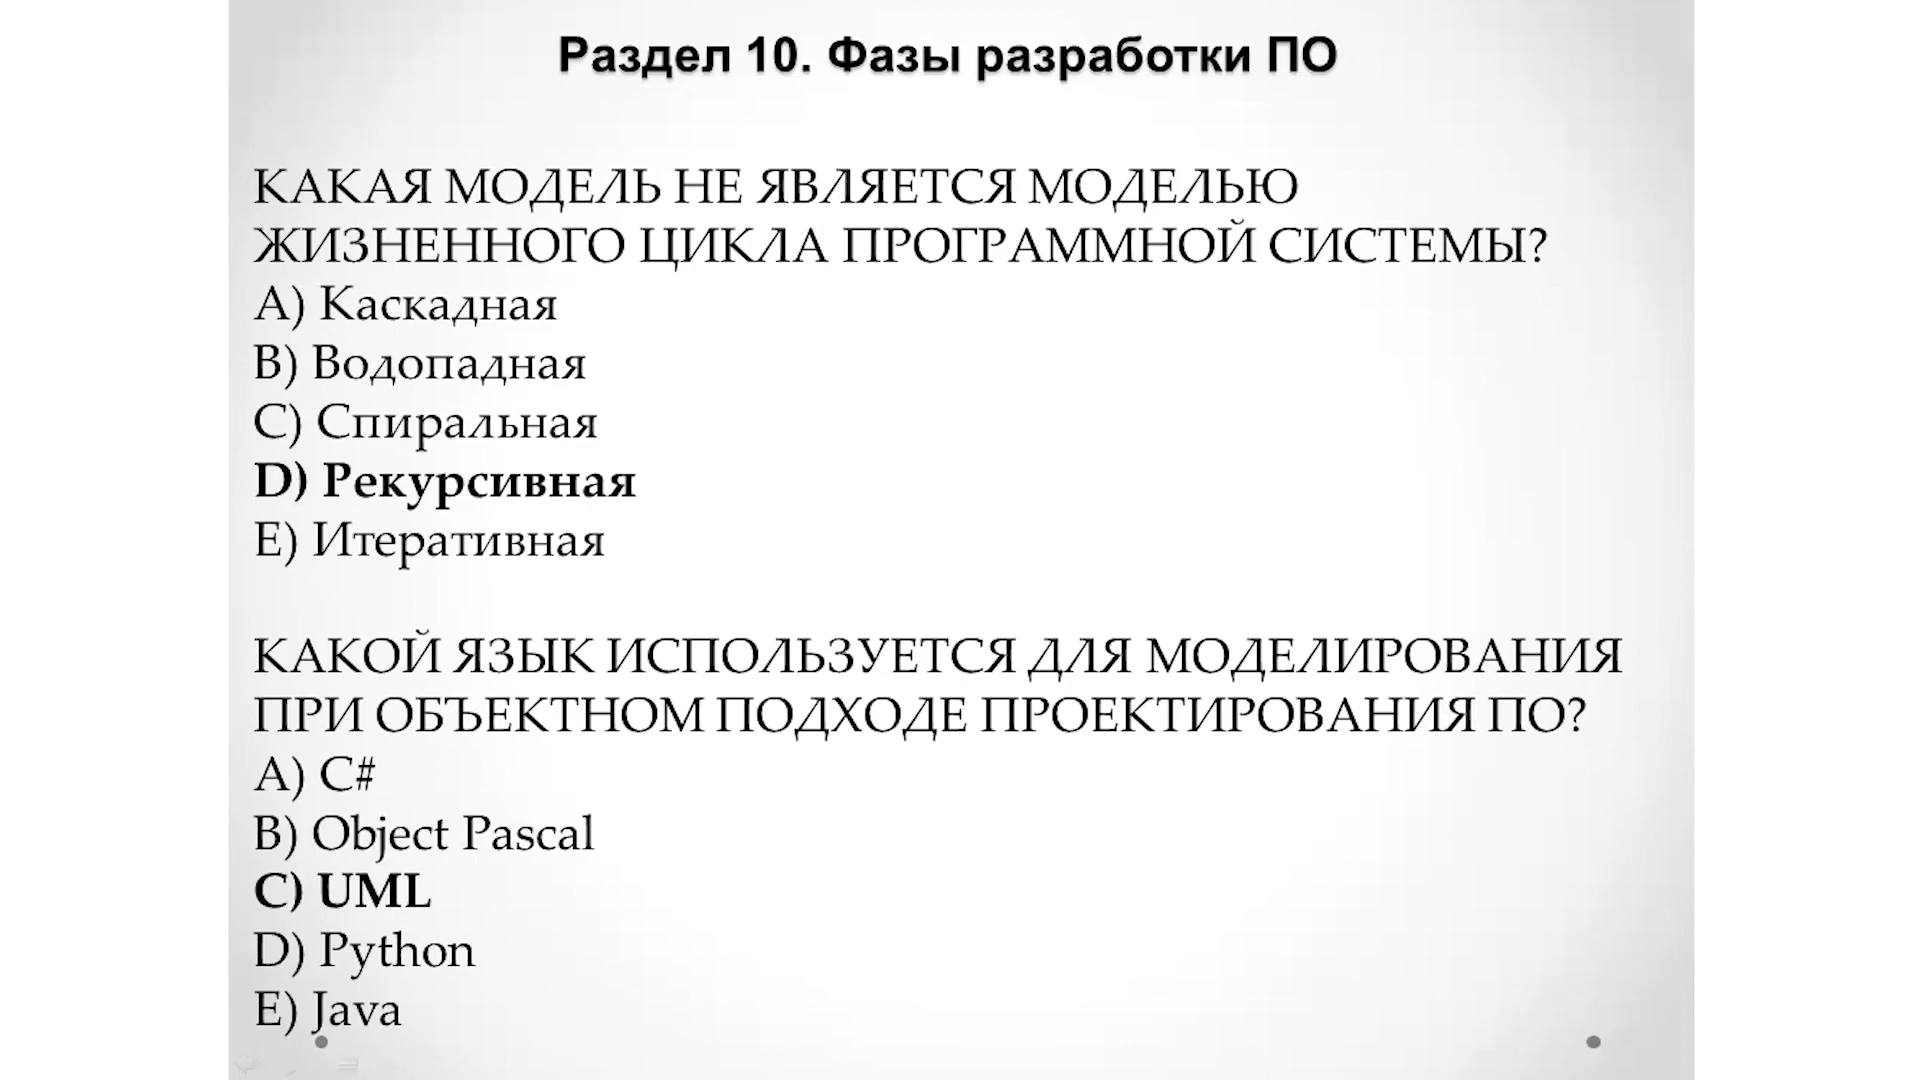 Раздел 10. Фазы разработки ПО
КАКАЯ МОДЕЛЬ НЕ ЯВЛЯЕТСЯ МОДЕЛЬЮ
ЖИЗНЕННОГО ЦИКЛА ПРОГРАММНОЙ СИСТЕМЫ?
A) Каскадная
B) Водопадная
C) Спиральная
D) Рекурсивная
E) Итеративная
КАКОЙ ЯЗЫК ИСПОЛЬЗУЕТСЯ ДЛЯ МОДЕЛИРОВАНИЯ
ПРИ ОБЪЕКТНОМ ПОДХОДЕ ПРОЕКТИРОВАНИЯ ПО?
A) C#
B) Object Pascal
C) UML
D) Python
E) Java